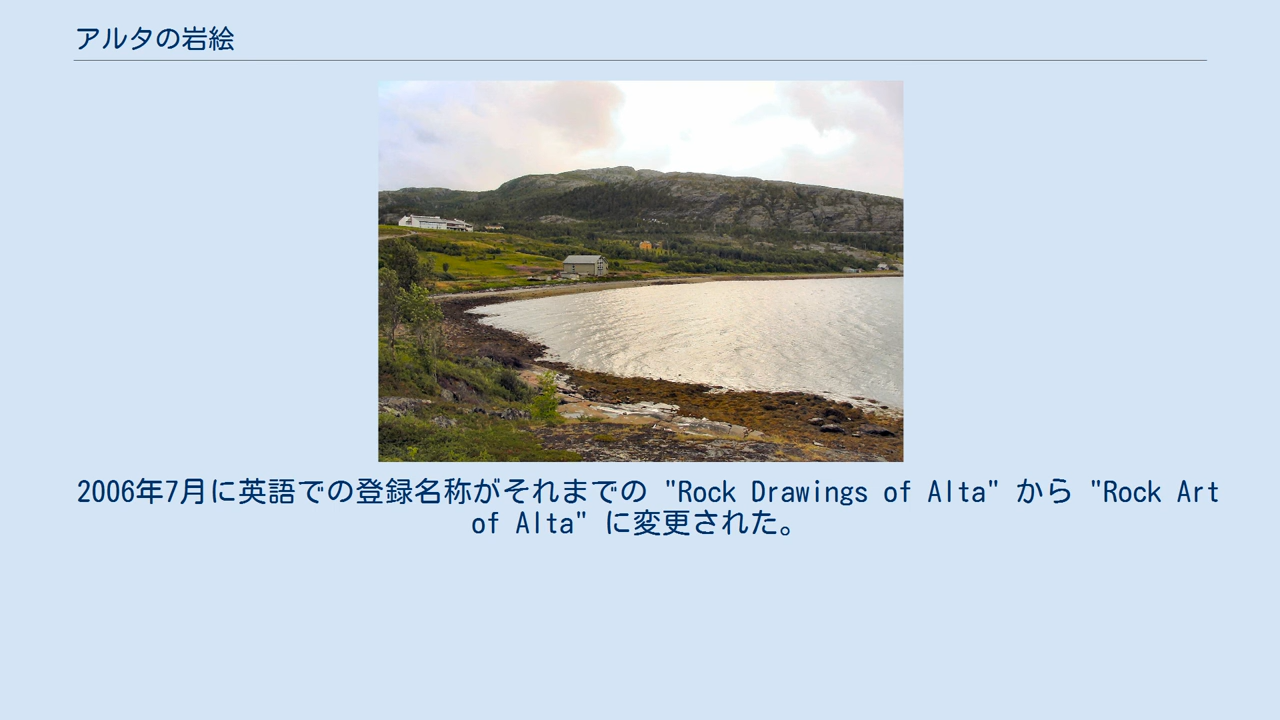 アルタの岩絵
2006年7月に英語での登録名称がそれまでの "Rock Drawings of Alta" から "Rock Art
of Alta" に変更された。